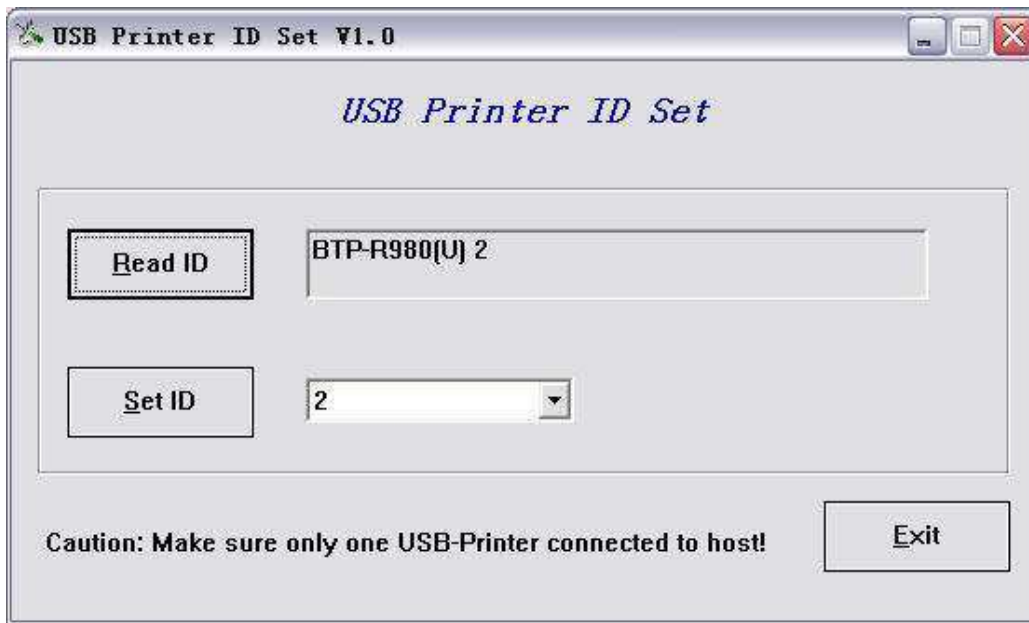 USB Printer ID Set V1.0
USB Printer ID Set
Read ID
BTP-R980(U) 2
Set ID
2
Caution: Make sure only one USB-Printer connected to host!
Exit